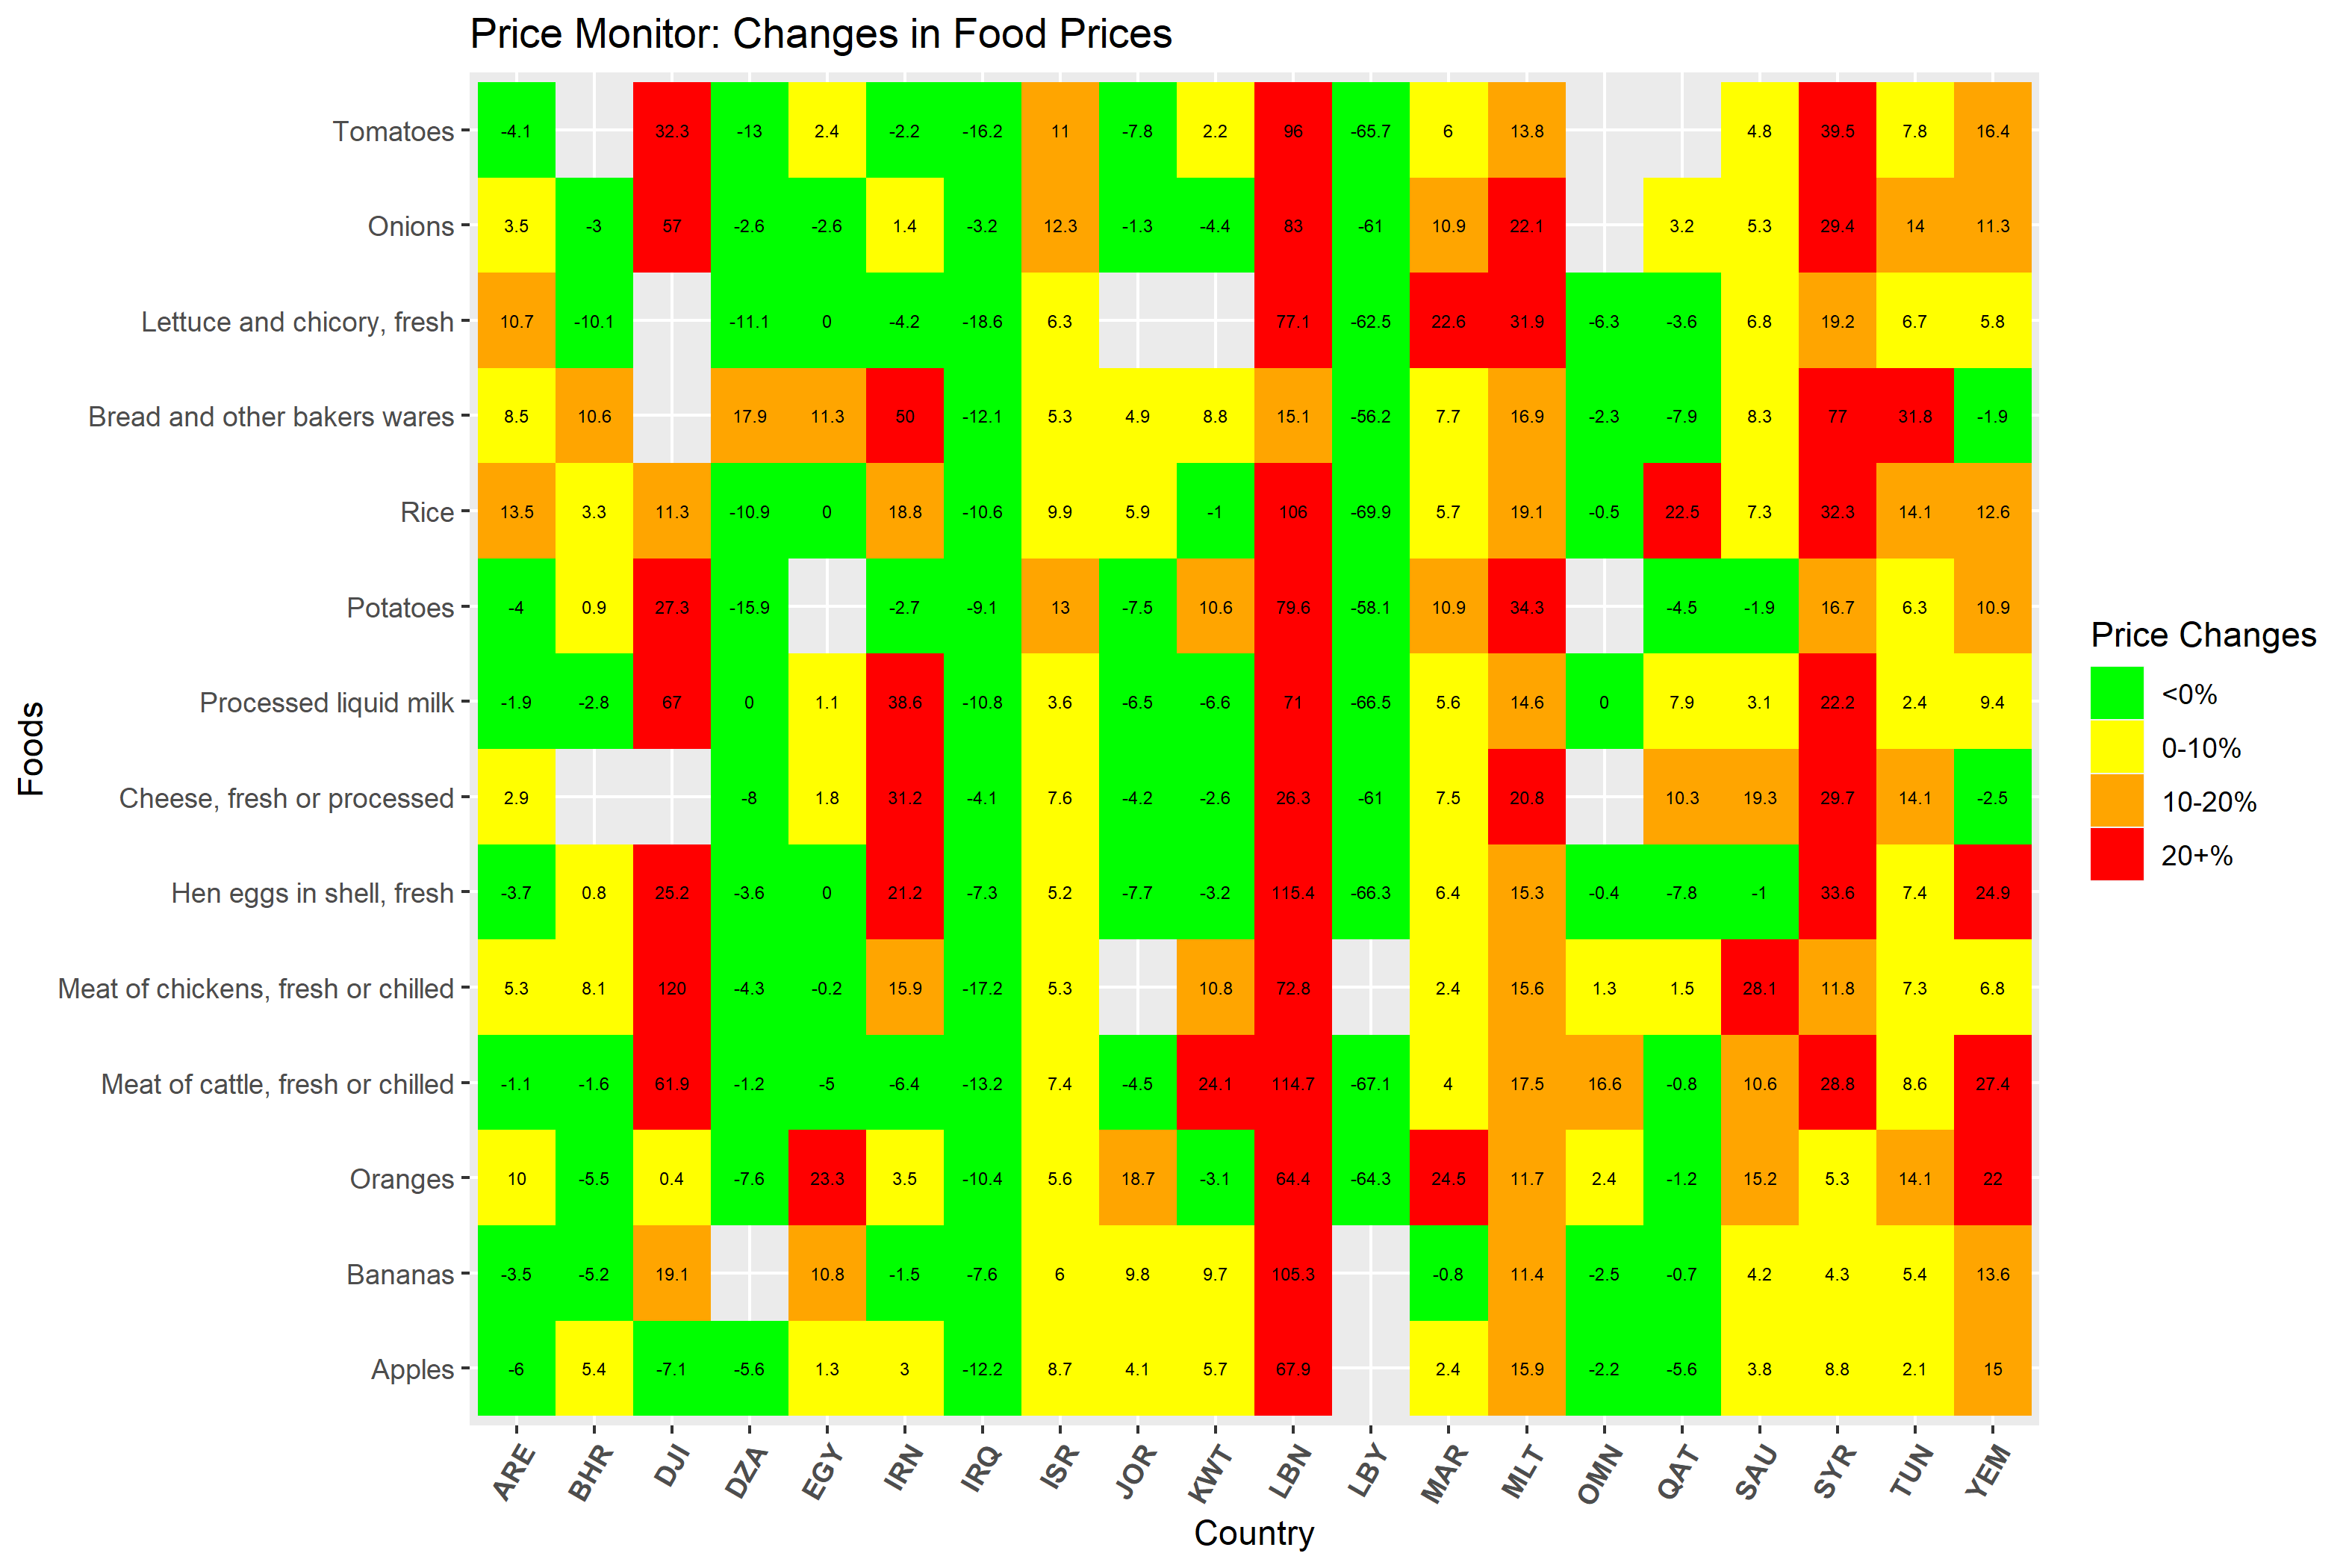 Price Monitor: Changes in Food Prices
Tomatoes -4.1 32.3 -13 2.4 -2.2 -16.2 11 -7.8 2.2 96 -65.7 6 13.8 4.8 39.5 7.8 16.4
Onions 3.5 -3 57 -2.6 -2.6 1.4 -3.2 12.3 -1.3 -4.4 83 -61 10.9 22.1 3.2 5.3 29.4 14 11.3
Lettuce and chicory, fresh 10.7 -10.1 -11.1 0 -4.2 -18.6 6.3 77.1 -62.5 22.6 31.9 -6.3 -3.6 6.8 19.2 6.7 5.8
Bread and other bakers wares 8.5 10.6 17.9 11.3 50 -12.1 5.3 4.9 8.8 15.1 -56.2 7.7 16.9 -2.3 -7.9 8.3 77 31.8 -1.9
Rice 13.5 3.3 11.3 -10.9 0 18.8 -10.6 9.9 5.9 -1 106 -69.9 5.7 19.1 -0.5 22.5 7.3 32.3 14.1 12.6
Potatoes -4 0.9 27.3 -15.9 -2.7 -9.1 13 -7.5 10.6 79.6 -58.1 10.9 34.3 -4.5 -1.9 16.7 6.3 10.9
Processed liquid milk -1.9 -2.8 67 0 1.1 38.6 -10.8 3.6 -6.5 -6.6 71 -66.5 5.6 14.6 0 7.9 3.1 22.2 2.4 9.4
Cheese, fresh or processed 2.9 -8 1.8 31.2 -4.1 7.6 -4.2 -2.6 26.3 -61 7.5 20.8 10.3 19.3 29.7 14.1 -2.5
Hen eggs in shell, fresh -3.7 0.8 25.2 -3.6 0 21.2 -7.3 5.2 -7.7 -3.2 115.4 -66.3 6.4 15.3 -0.4 -7.8 -1 33.6 7.4 24.9
Meat of chickens, fresh or chilled 5.3 8.1 120 -4.3 -0.2 15.9 -17.2 5.3 10.8 72.8 2.4 15.6 1.3 1.5 28.1 11.8 7.3 6.8
Meat of cattle, fresh or chilled -1.1 -1.6 61.9 -1.2 -5 -6.4 -13.2 7.4 -4.5 24.1 114.7 -67.1 4 17.5 16.6 -0.8 10.6 28.8 8.6 27.4
Oranges 10 -5.5 0.4 -7.6 23.3 3.5 -10.4 5.6 18.7 -3.1 64.4 -64.3 24.5 11.7 2.4 -1.2 15.2 5.3 14.1 22
Bananas -3.5 -5.2 19.1 10.8 -1.5 -7.6 6 9.8 9.7 105.3 -0.8 11.4 -2.5 -0.7 4.2 4.3 5.4 13.6
Apples -6 5.4 -7.1 -5.6 1.3 3 -12.2 8.7 4.1 5.7 67.9 2.4 15.9 -2.2 -5.6 3.8 8.8 2.1 15
ARE BHR DJI DZA EGY IRN IRQ ISR JOR KWT LBN LBY MAR MLT OMN QAT SAU SYR TUN YEM
Country
Foods
Price Changes
<0%
0-10%
10-20%
20+%